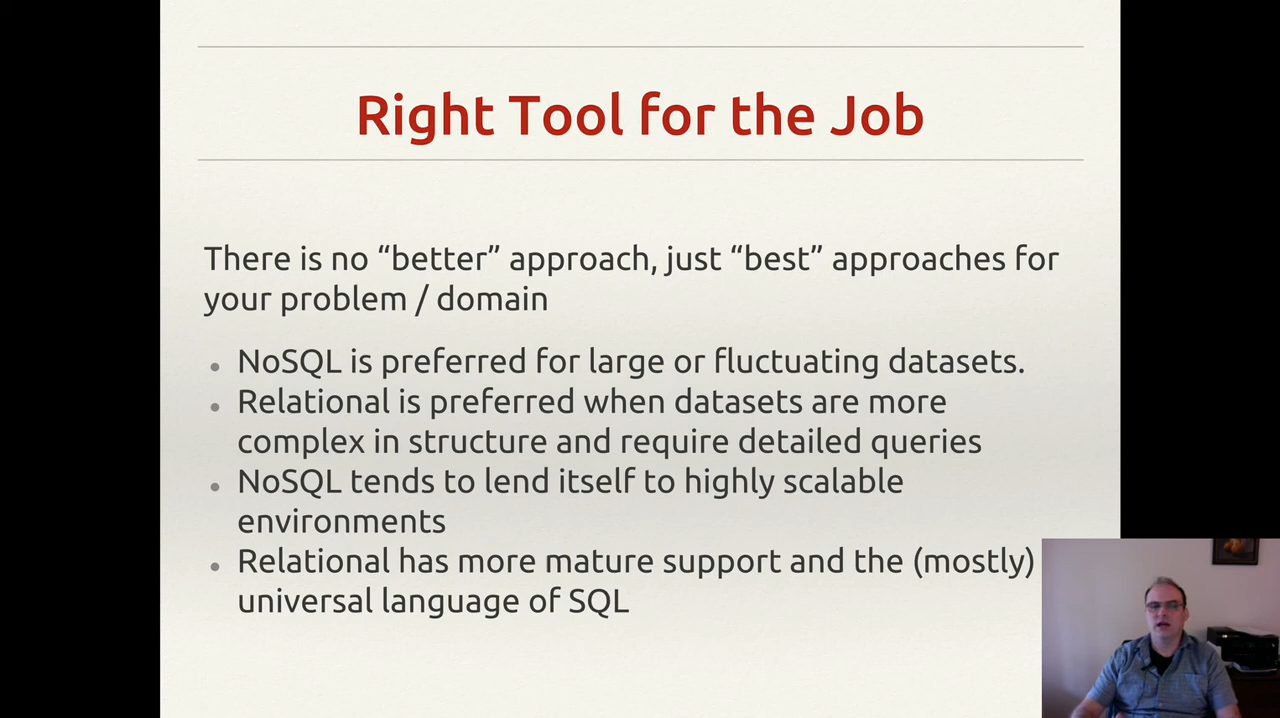 Right Tool for the Job
There is no “better” approach, just “best” approaches for
your problem / domain
NoSQL is preferred for large or fluctuating datasets.
Relational is preferred when datasets are more
complex in structure and require detailed queries
NoSQL tends to lend itself to highly scalable
environments
Relational has more mature support and the (mostly)
universal language of SQL